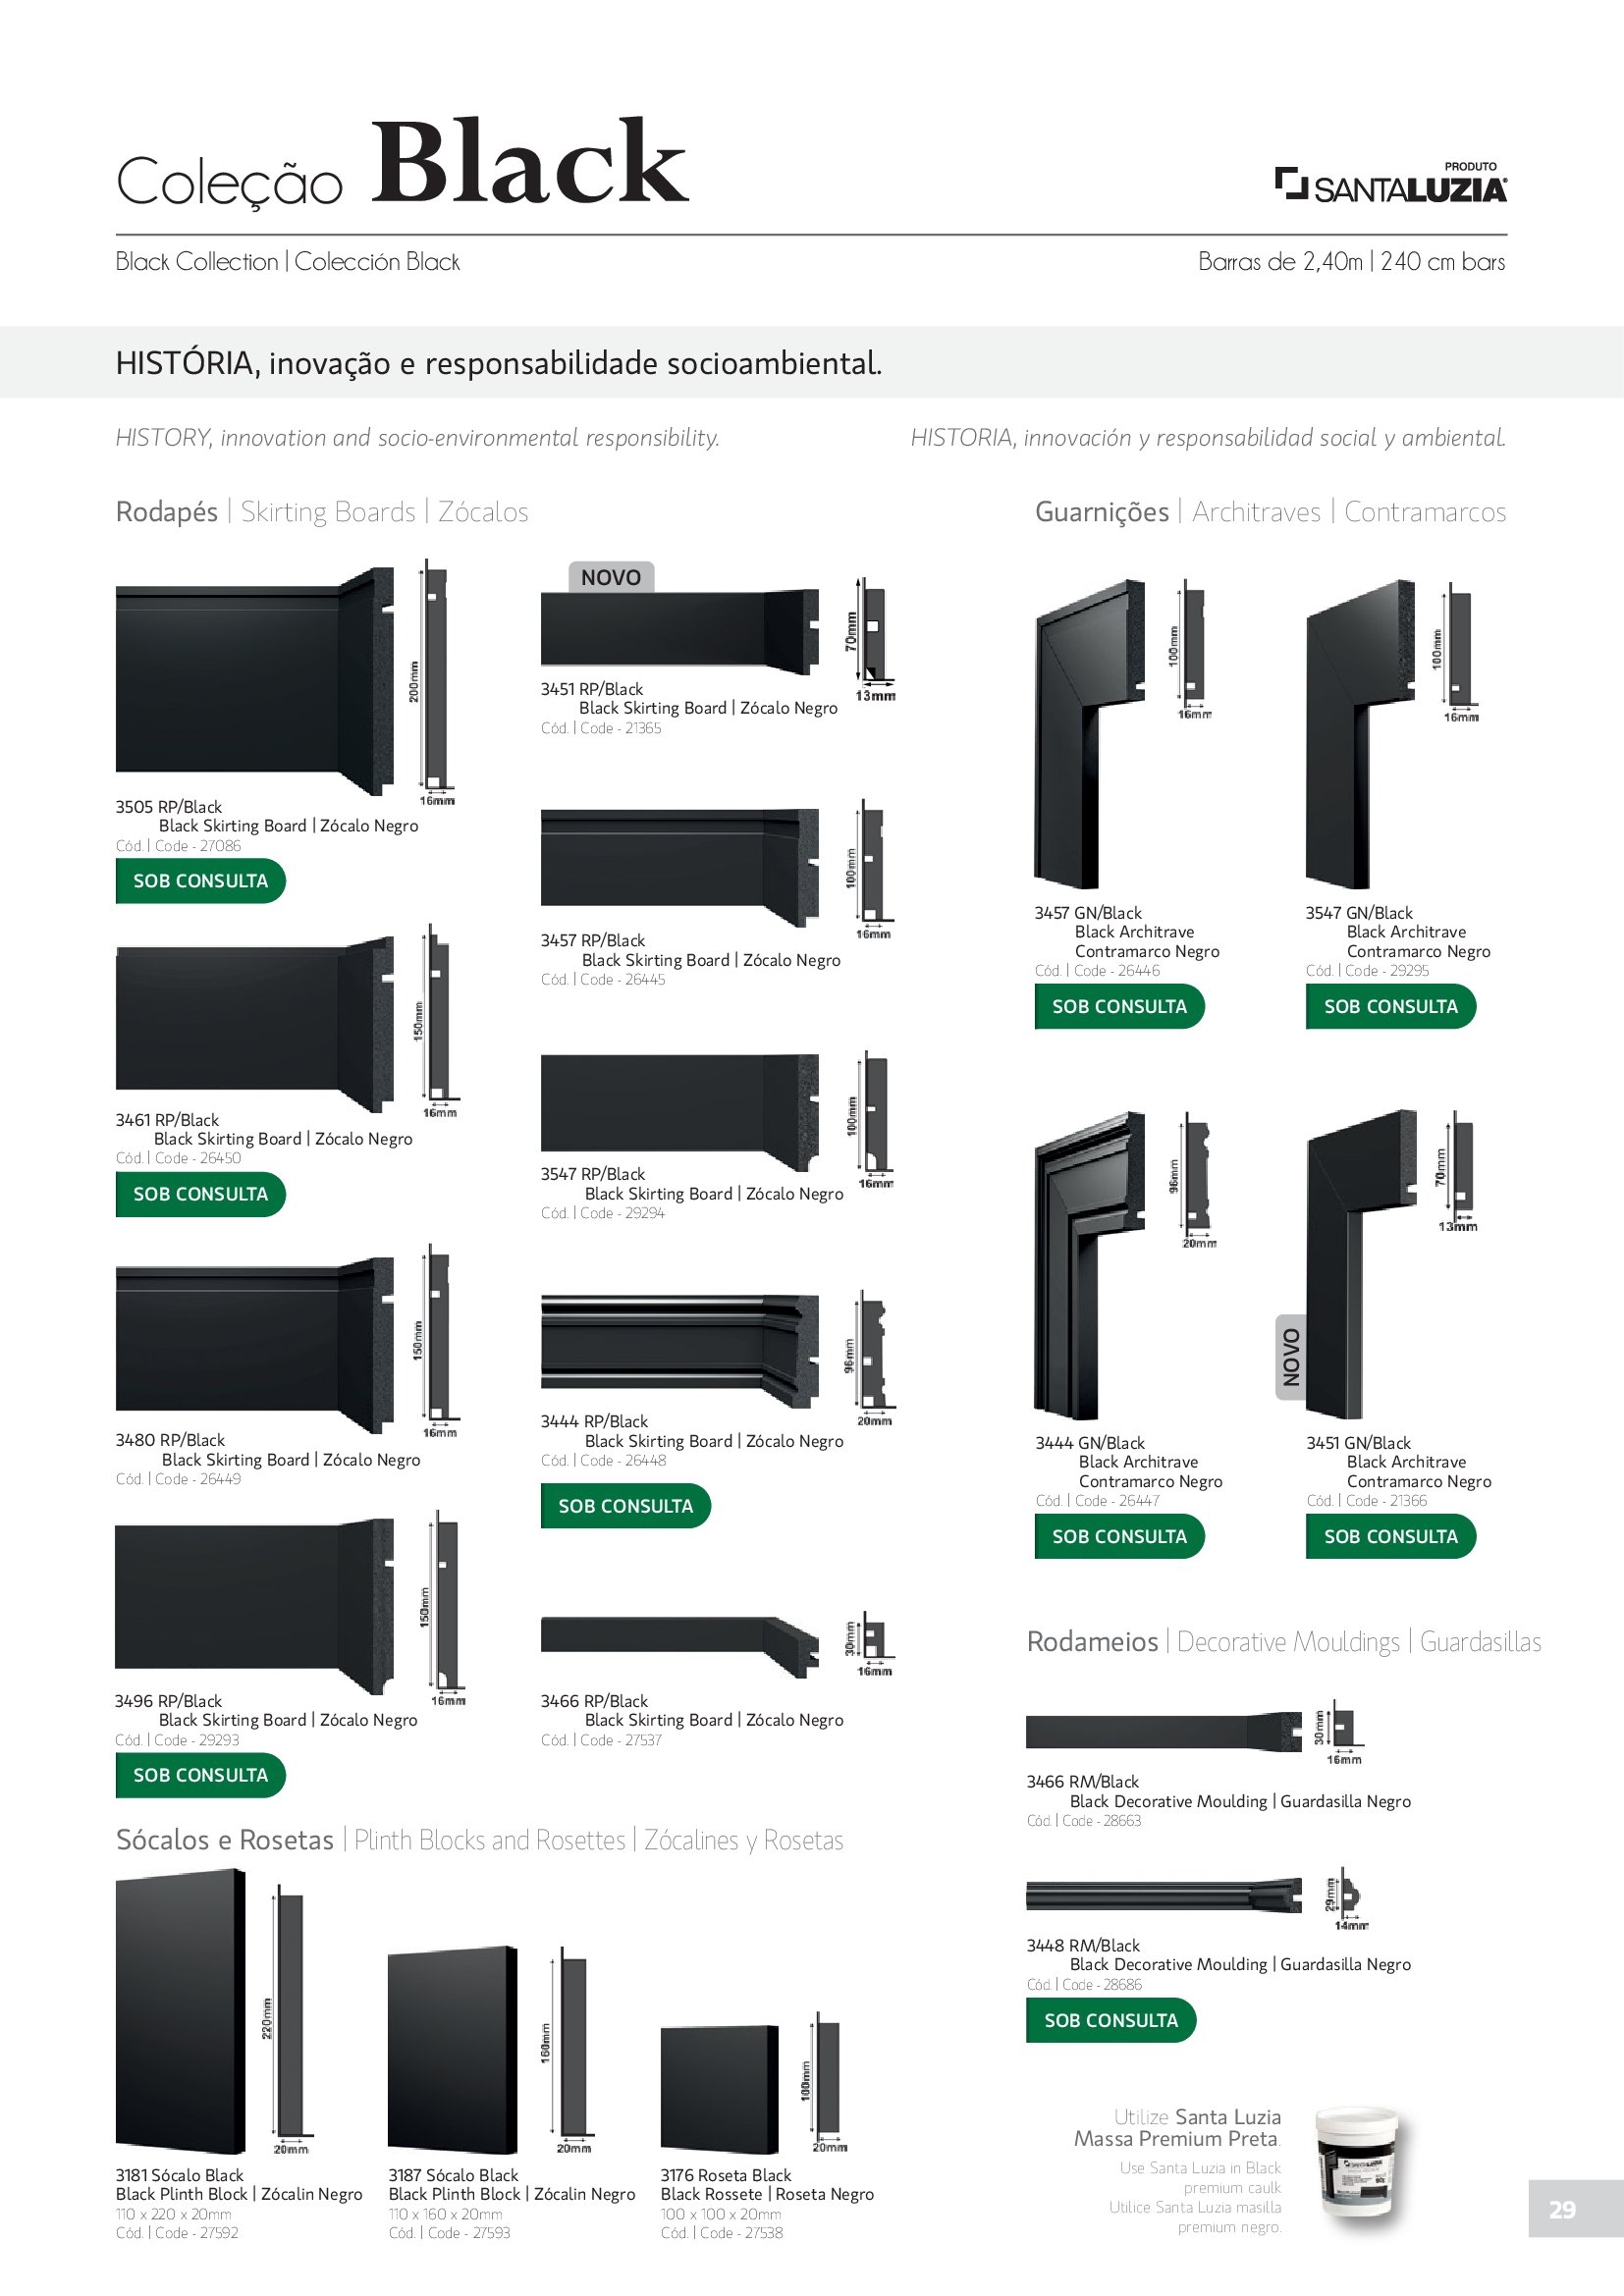 Coleção Black
PRODUTO
SANTALUZIA®
Black Collection | Colección Black
Barras de 2,40m | 240 cm bars
HISTÓRIA, inovação e responsabilidade socioambiental.
HISTORY, innovation and socio-environmental responsibility.
HISTORIA, innovación y responsabilidad social y ambiental.
Rodapés | Skirting Boards | Zócalos
200mm
16mm
3505 RP/Black
Black Skirting Board | Zócalo Negro
Cód. | Code - 27086
SOB CONSULTA
150mm
16mm
3461 RP/Black
Black Skirting Board | Zócalo Negro
Cód. | Code - 26450
SOB CONSULTA
150mm
16mm
3480 RP/Black
Black Skirting Board | Zócalo Negro
Cód. | Code - 26449
150mm
16mm
3496 RP/Black
Black Skirting Board | Zócalo Negro
Cód. | Code - 29293
SOB CONSULTA
NOVO
70mm
13mm
3451 RP/Black
Black Skirting Board | Zócalo Negro
Cód. | Code - 21365
100mm
16mm
3457 RP/Black
Black Skirting Board | Zócalo Negro
Cód. | Code - 26445
100mm
16mm
3547 RP/Black
Black Skirting Board | Zócalo Negro
Cód. | Code - 29294
96mm
20mm
3444 RP/Black
Black Skirting Board | Zócalo Negro
Cód. | Code - 26448
SOB CONSULTA
30mm
16mm
3466 RP/Black
Black Skirting Board | Zócalo Negro
Cód. | Code - 27537
Guarnições | Architraves | Contramarcos
100mm
16mm
3457 GN/Black
Black Architrave
Contramarco Negro
Cód. | Code - 26446
SOB CONSULTA
100mm
16mm
3547 GN/Black
Black Architrave
Contramarco Negro
Cód. | Code - 29295
SOB CONSULTA
96mm
20mm
3444 GN/Black
Black Architrave
Contramarco Negro
Cód. | Code - 26447
SOB CONSULTA
70mm
13mm
NOVO
3451 GN/Black
Black Architrave
Contramarco Negro
Cód. | Code - 21366
SOB CONSULTA
Rodameios | Decorative Mouldings | Guardasillas
30mm
16mm
3466 RM/Black
Black Decorative Moulding | Guardasilla Negro
Cód. | Code - 28663
29mm
14mm
3448 RM/Black
Black Decorative Moulding | Guardasilla Negro
Cód. | Code - 28686
SOB CONSULTA
Sócalos e Rosetas | Plinth Blocks and Rosettes | Zócalines y Rosetas
220mm
20mm
3181 Sócalo Black
Black Plinth Block | Zócalin Negro
110 x 220 x 20mm
Cód. | Code - 27592
160mm
20mm
3187 Sócalo Black
Black Plinth Block | Zócalin Negro
110 x 160 x 20mm
Cód. | Code - 27593
100mm
20mm
3176 Roseta Black
Black Rossete | Roseta Negro
100 x 100 x 20mm
Cód. | Code - 27538
Utilize Santa Luzia
Massa Premium Preta.
Use Santa Luzia in Black
premium caulk
Utilice Santa Luzia masilla
premium negro.
SANTALUZIA
29